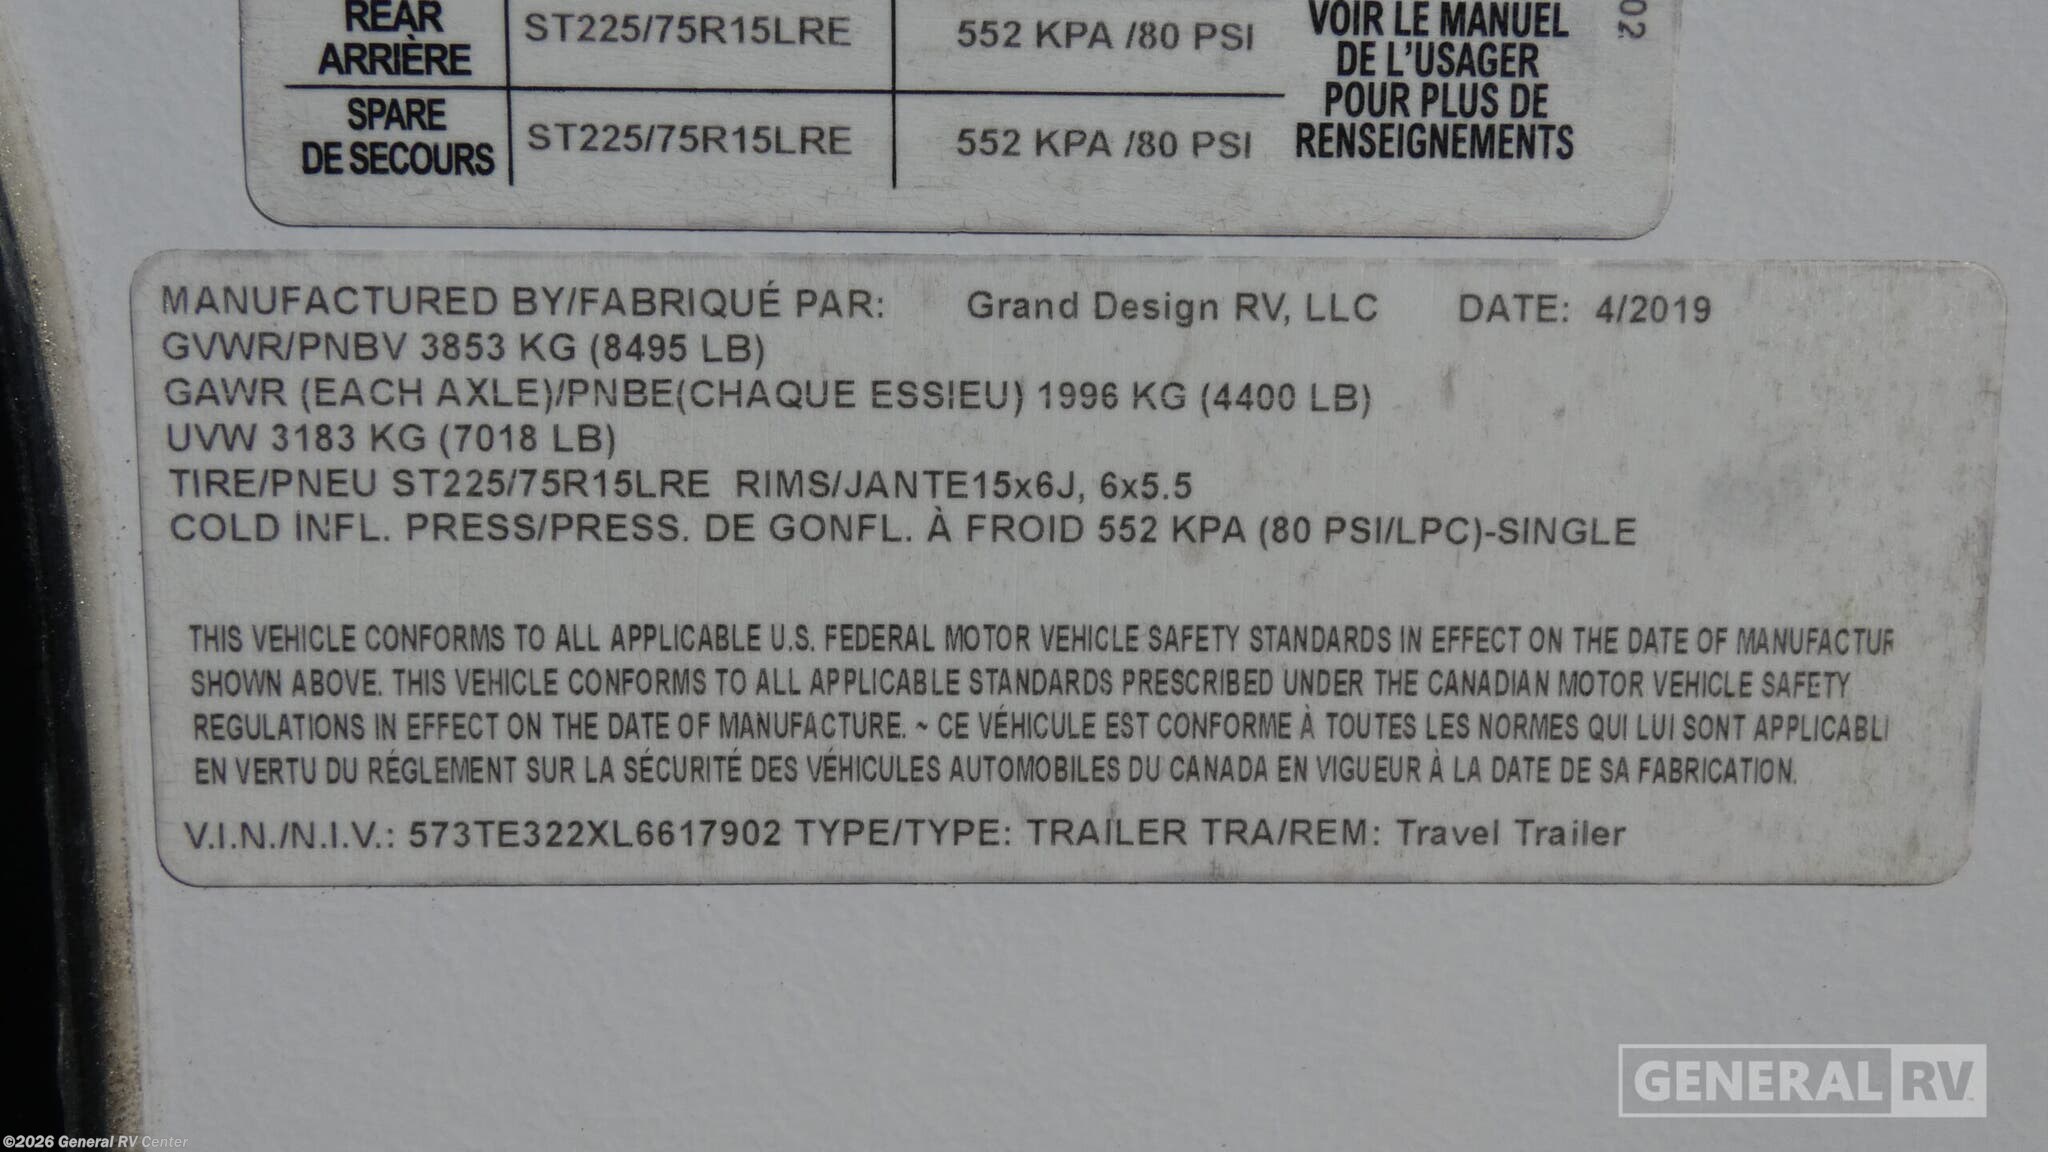 REAR
ARRIÈRE
ST225/75R15LRE
552 KPA /80 PSI
SPARE
DE SECOURS
ST225/75R15LRE
552 KPA /80 PSI
VOIR LE MANUEL
DE L'USAGER
POUR PLUS DE
RENSEIGNEMENTS
02
MANUFACTURED BY/FABRIQUÉ PAR: Grand Design RV, LLC DATE: 4/2019
GVWR/PNBV 3853 KG (8495 LB)
GAWR (EACH AXLE)/PNBE(CHAQUE ESSIEU) 1996 KG (4400 LB)
UVW 3183 KG (7018 LB)
TIRE/PNEU ST225/75R15LRE RIMS/JANTE15x6J, 6x5.5
COLD INFL. PRESS/PRESS. DE GONFL. À FROID 552 KPA (80 PSI/LPC)-SINGLE
THIS VEHICLE CONFORMS TO ALL APPLICABLE U.S. FEDERAL MOTOR VEHICLE SAFETY STANDARDS IN EFFECT ON THE DATE OF MANUFACTUR
SHOWN ABOVE. THIS VEHICLE CONFORMS TO ALL APPLICABLE STANDARDS PRESCRIBED UNDER THE CANADIAN MOTOR VEHICLE SAFETY
REGULATIONS IN EFFECT ON THE DATE OF MANUFACTURE. ~ CE VÉHICULE EST CONFORME À TOUTES LES NORMES QUI LUI SONT APPLICABLI
EN VERTU DU RÉGLEMENT SUR LA SÉCURITÉ DES VÉHICULES AUTOMOBILES DU CANADA EN VIGUEUR À LA DATE DE SA FABRICATION.
V.I.N./N.I.V.: 573TE322XL6617902 TYPE/TYPE: TRAILER TRA/REM: Travel Trailer
GENERAL RV
©2026 General RV Center